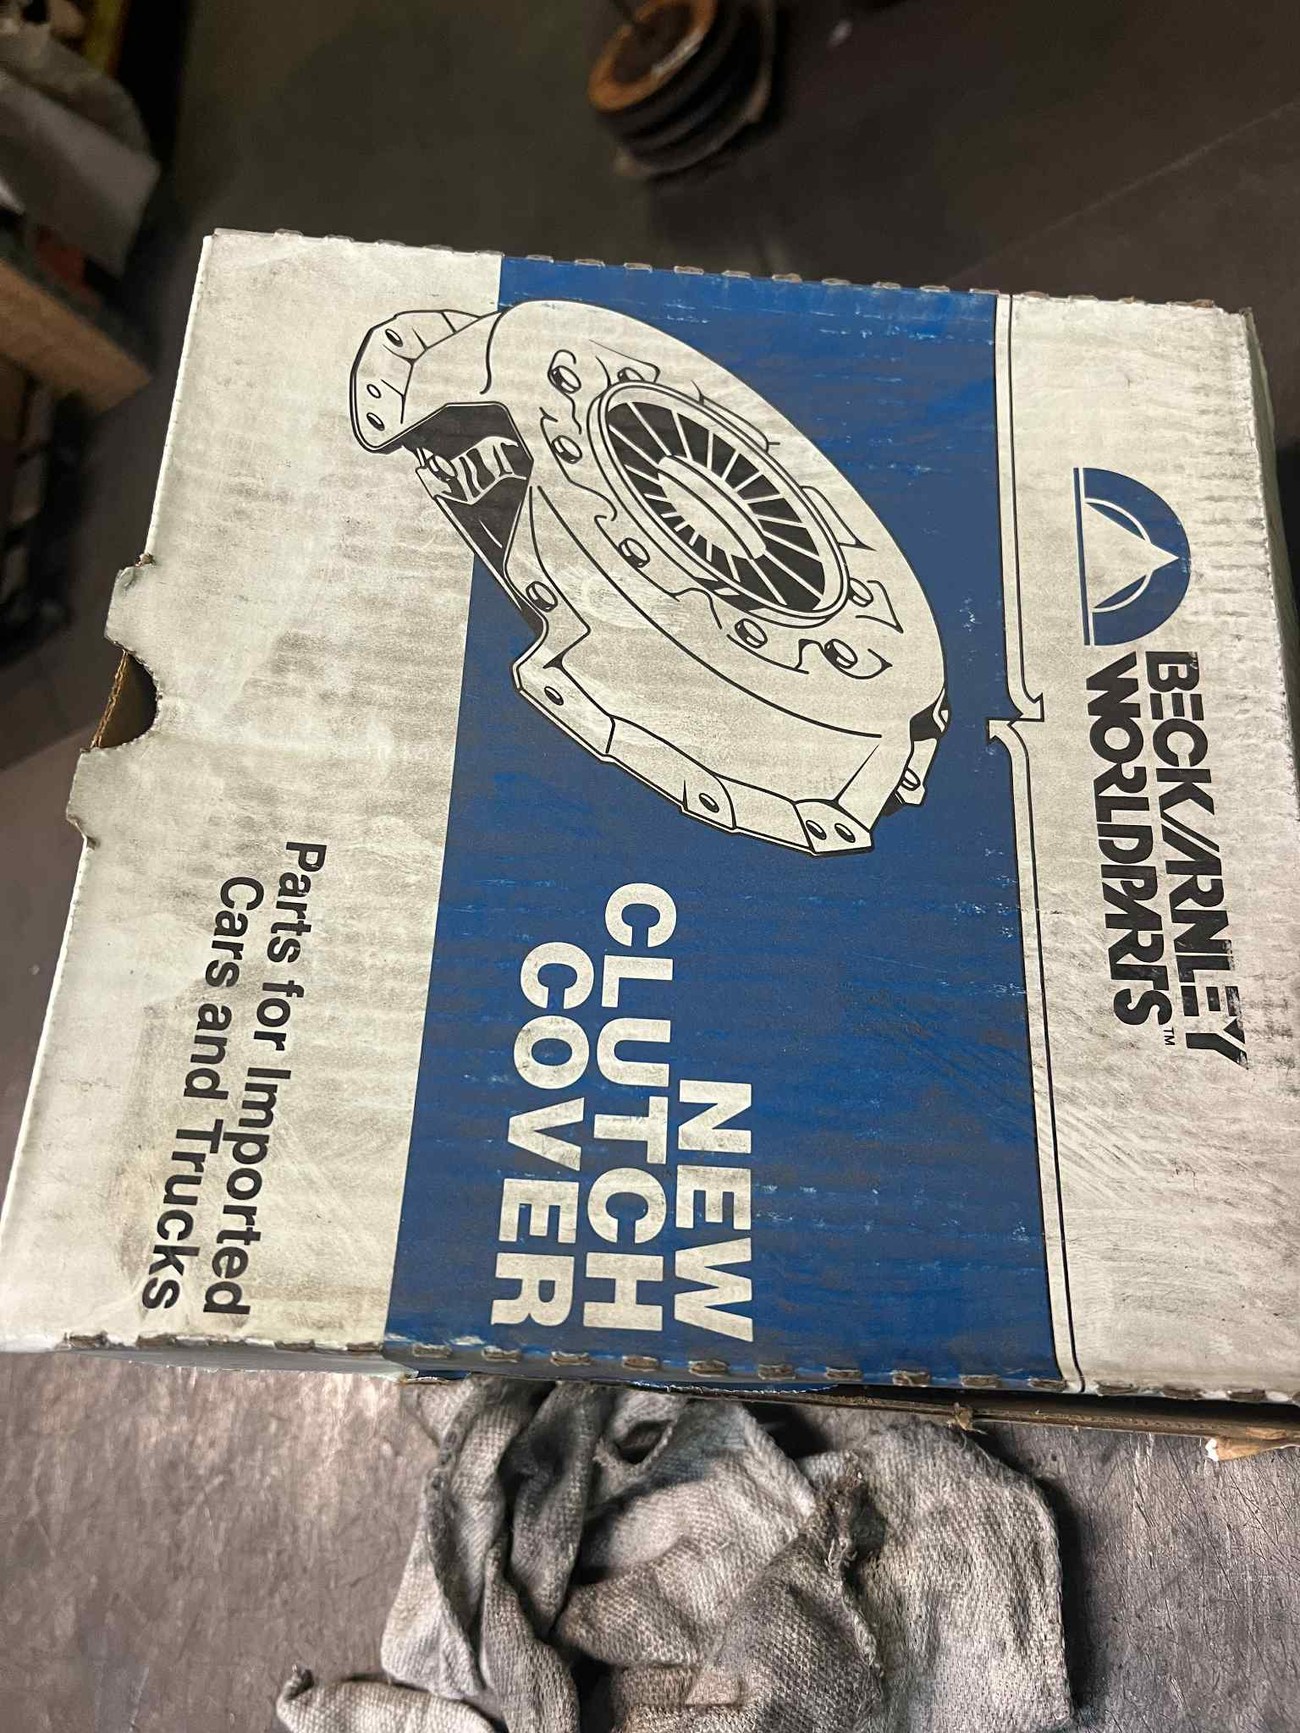 BECK/ARNLEY
WORLDPARTS™
NEW
CLUTCH
COVER
Parts for Imported
Cars and Trucks